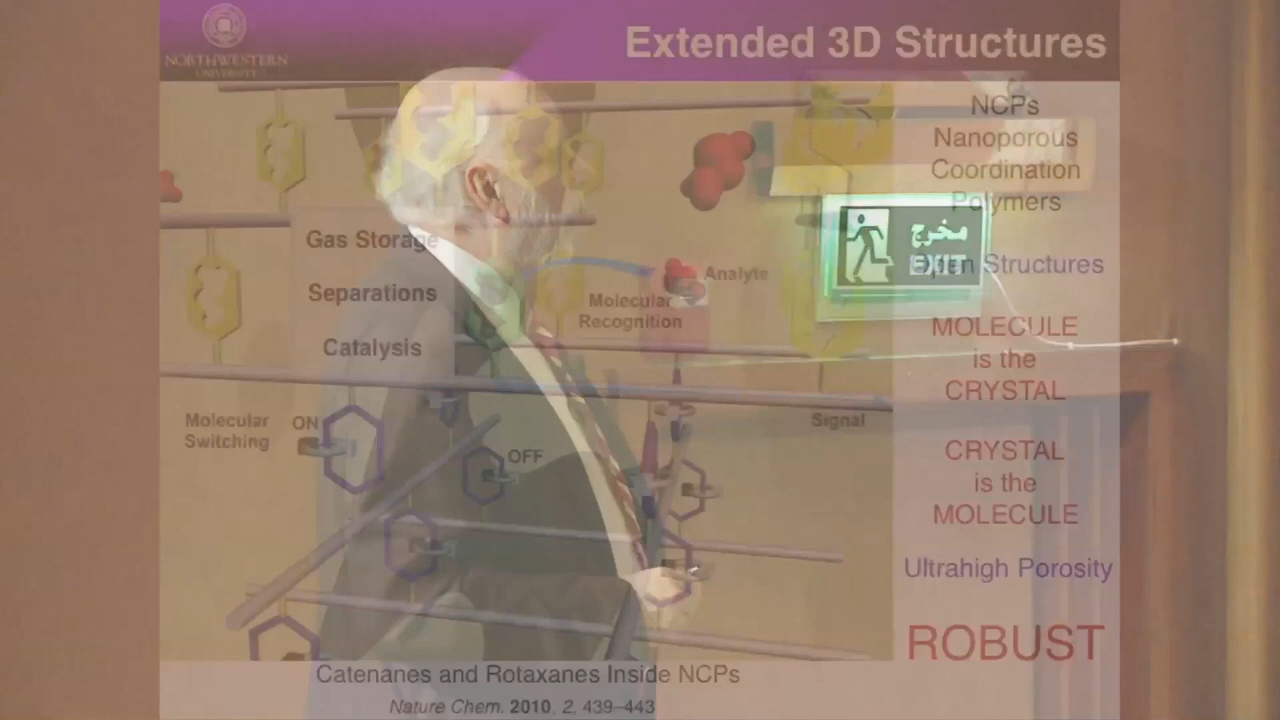 NORTHWESTERN
UNIVERSITY
Extended 3D Structures
NCPs
Nanoporous
Coordination
Polymers
مخرج
EXIT
Open Structures
Gas Storage
Separations
Catalysis
Analyte
Molecular
Recognition
MOLECULE
is the
CRYSTAL
Molecular
Switching
ON
OFF
Signal
CRYSTAL
is the
MOLECULE
Ultrahigh Porosity
ROBUST
Catenanes and Rotaxanes Inside NCPs
Nature Chem. 2010, 2, 439–443